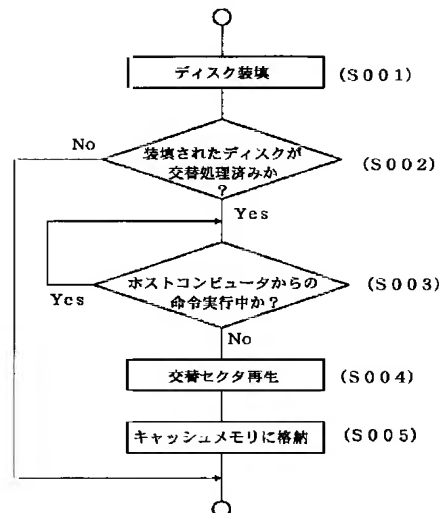 ディスク装填
(S001)
No
装填されたディスクが
交替処理済みか
?
(S002)
Yes
ホストコンピュータからの
命令実行中か?
(S003)
Yes
No
交替セクタ再生
(S004)
キャッシュメモリに格納
(S005)